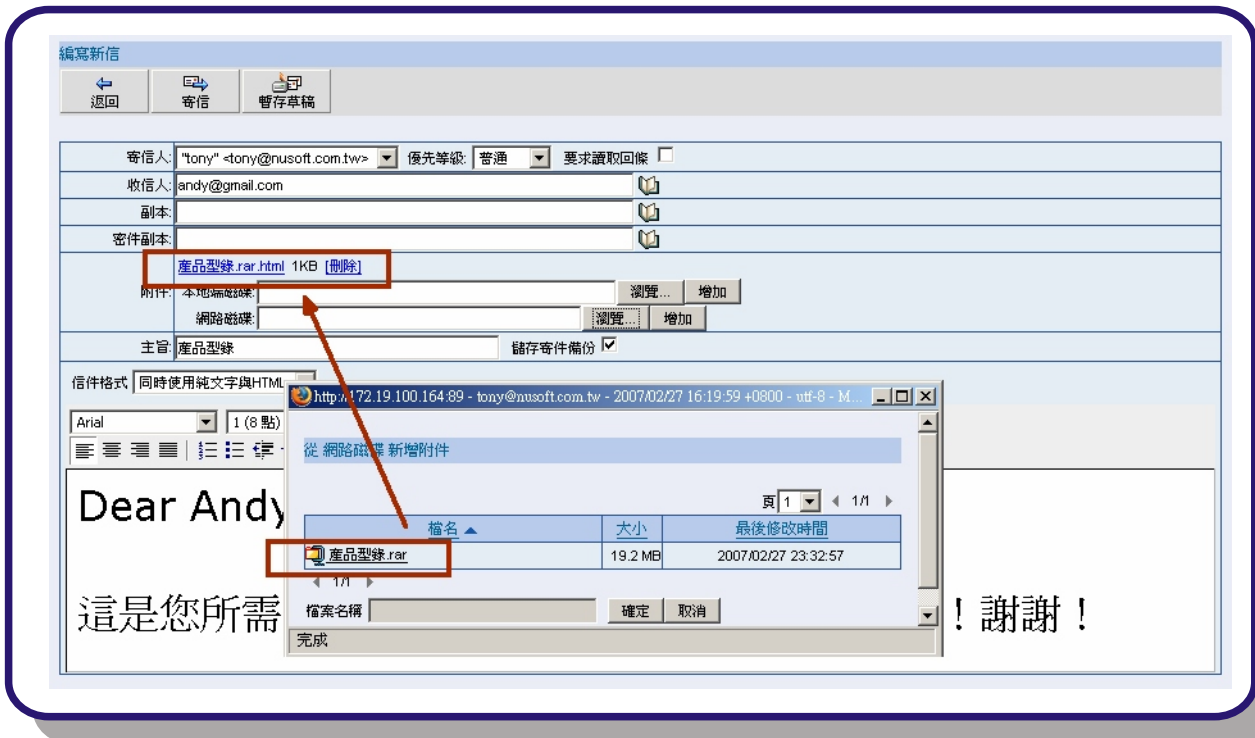 編寫新信
返回 寄信 暫存草稿
寄信人: "tony" <tony@nusoft.com.tw> 優先等級: 普通 要求讀取回條
收信人: andy@gmail.com
副本:
密件副本:
產品型錄.rar.html 1KB [刪除]
附件: 本地端磁碟: 瀏覽... 增加
網路磁碟: 瀏覽... 增加
主旨: 產品型錄 儲存寄件備份
信件格式 同時使用純文字與HTML
Arial 1 (8 點)
Dear Andy
這是您所需
！謝謝！
http://172.19.100.164:89 - tony@nusoft.com.tw - 2007/02/27 16:19:59 +0800 - utf-8 - M...
從 網路磁碟 新增附件
頁 1 1/1
檔名 大小 最後修改時間
產品型錄.rar 19.2 MB 2007/02/27 23:32:57
1/1
檔案名稱 確定 取消
完成